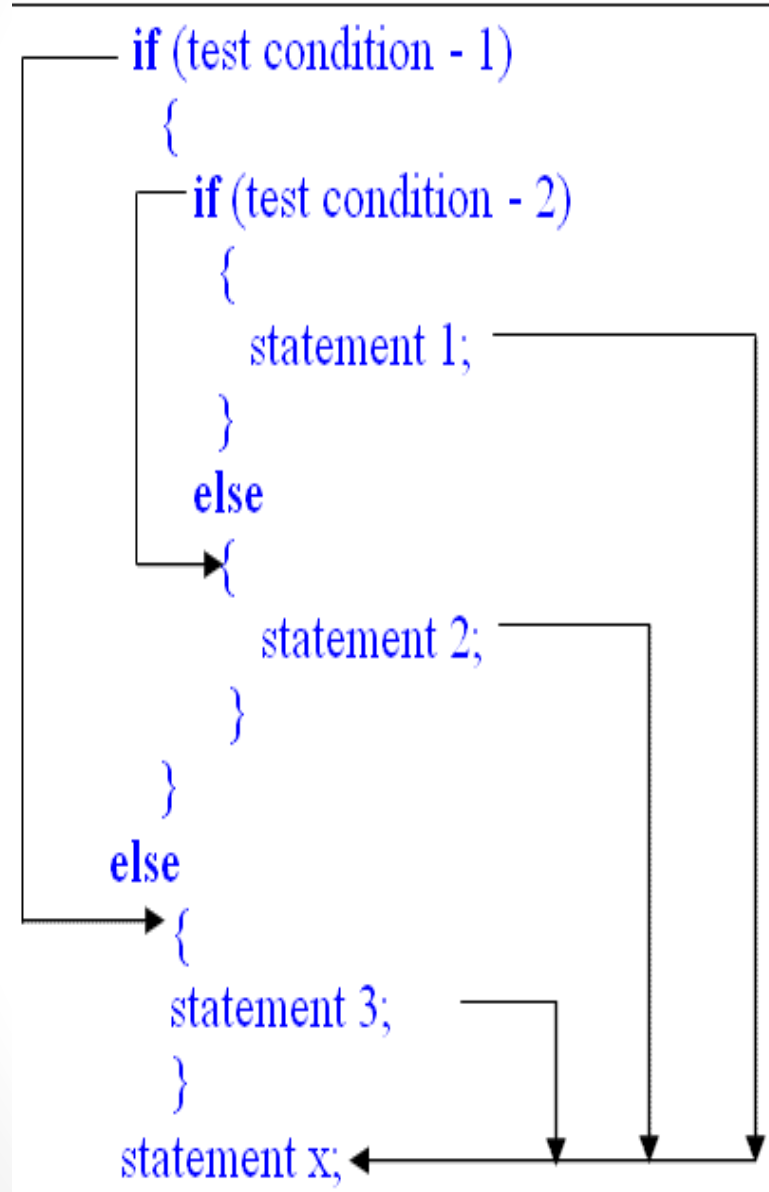 if (test condition - 1)
{
if (test condition - 2)
{
statement 1;
}
else
{
statement 2;
}
}
else
{
statement 3;
}
statement x;